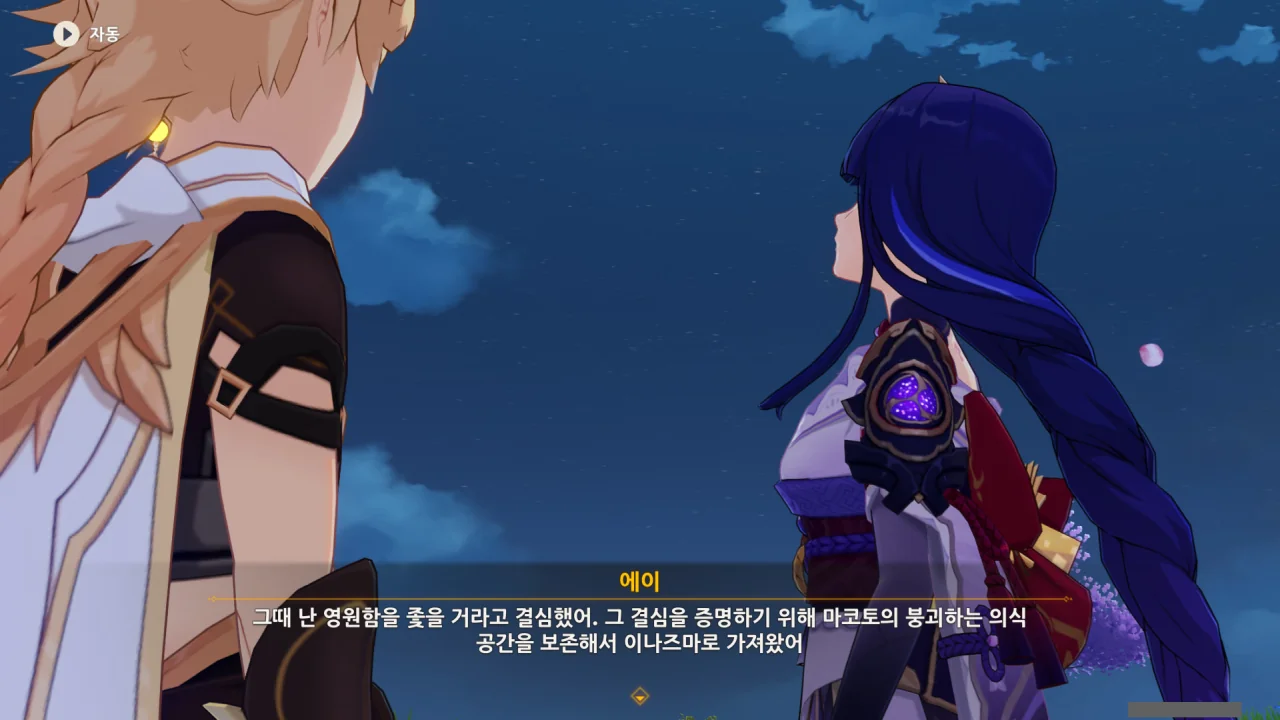 자동
에이
그때 난 영원함을 좇을 거라고 결심했어. 그 결심을 증명하기 위해 마코토의 붕괴하는 의식
공간을 보존해서 이나즈마로 가져왔어